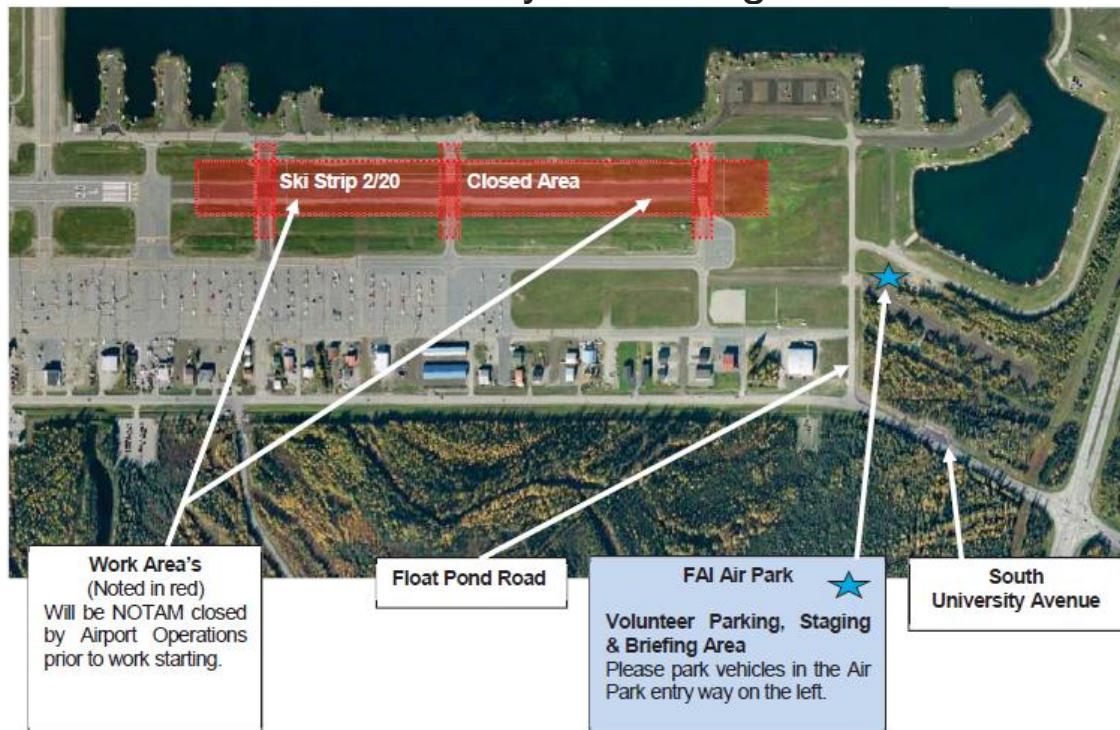 Ski Strip 2/20
Closed Area
Work Area's
(Noted in red)
Will be NOTAM closed
by Airport Operations
prior to work starting.
Float Pond Road
FAI Air Park
Volunteer Parking, Staging
& Briefing Area
Please park vehicles in the Air
Park entry way on the left.
South
University Avenue
20